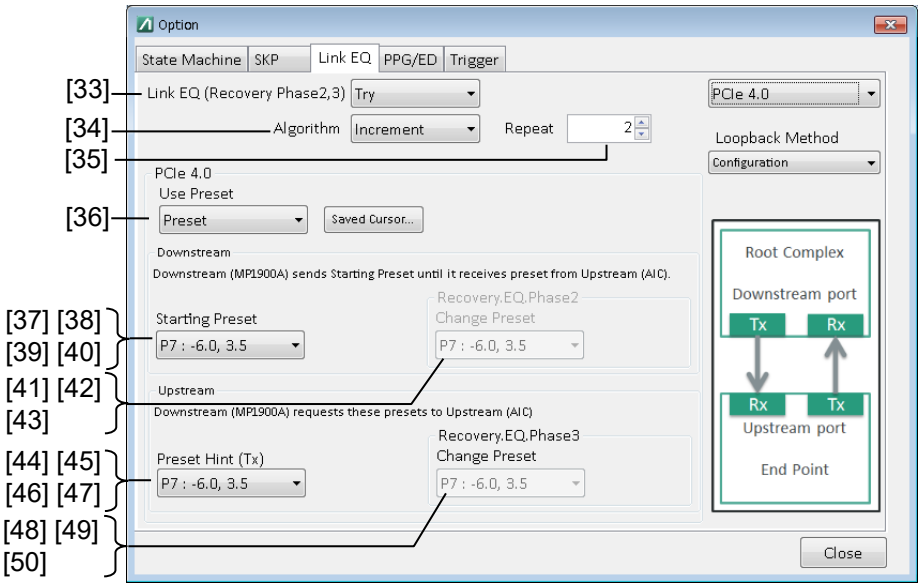 Option
State Machine SKP Link EQ PPG/ED Trigger
[33] Link EQ (Recovery Phase2,3) Try PCIe 4.0
[34] Algorithm Increment Repeat 2
Loopback Method
[35] Configuration
PCIe 4.0
Use Preset
[36] Preset Saved Cursor...
Downstream
Root Complex
Downstream (MP1900A) sends Starting Preset until it receives preset from Upstream (AIC).
Downstream port
Recovery.EQ.Phase2
[37] [38] Starting Preset Change Preset
Tx Rx
[39] [40] P7 : -6.0, 3.5 P7 : -6.0, 3.5
[41] [42] Upstream
[43] Downstream (MP1900A) requests these presets to Upstream (AIC)
Rx Tx
Upstream port
Recovery.EQ.Phase3
[44] [45] Preset Hint (Tx) Change Preset
End Point
[46] [47] P7 : -6.0, 3.5 P7 : -6.0, 3.5
[48] [49]
[50]
Close